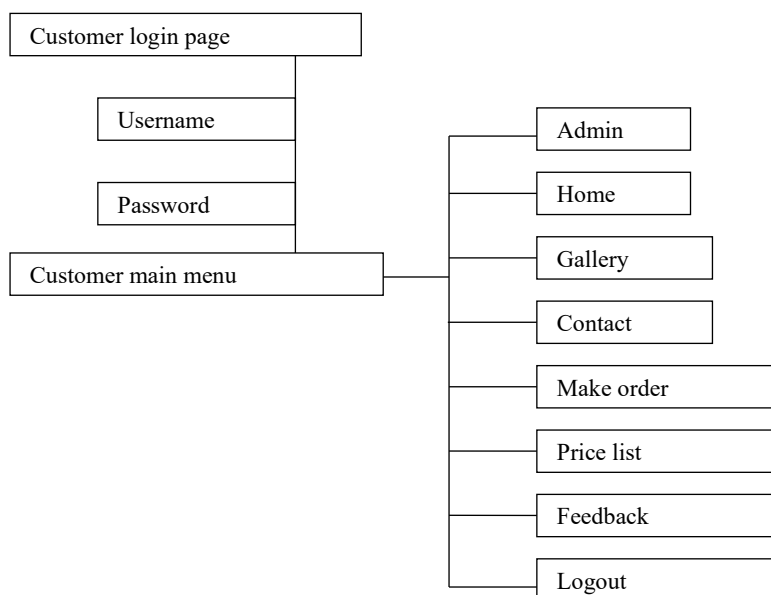 Customer login page
Username
Password
Customer main menu
Admin
Home
Gallery
Contact
Make order
Price list
Feedback
Logout